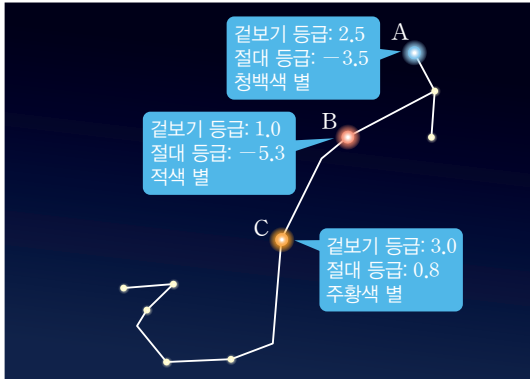 A
겉보기 등급: 2.5
절대 등급: －3.5
청백색 별
B
겉보기 등급: 1.0
절대 등급: －5.3
적색 별
C
겉보기 등급: 3.0
절대 등급: 0.8
주황색 별